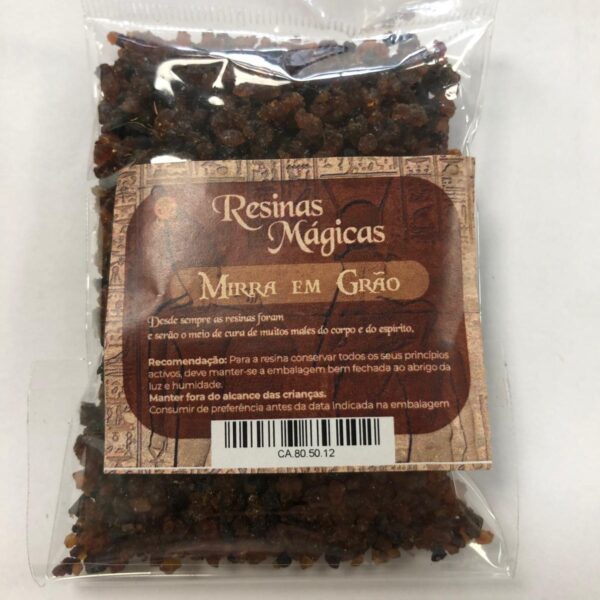 Resinas
Mágicas
Mirra em Grão
Desde sempre as resinas foram
e serão o meio de cura de muitos males do corpo e do espírito,
Recomendação: Para a resina conservar todos os seus princípios
activos, deve manter-se a embalagem bem fechada ao abrigo da
luz e humidade.
Manter fora do alcance das crianças.
Consumir de preferência antes da data indicada na embalagem
CA.80.50.12